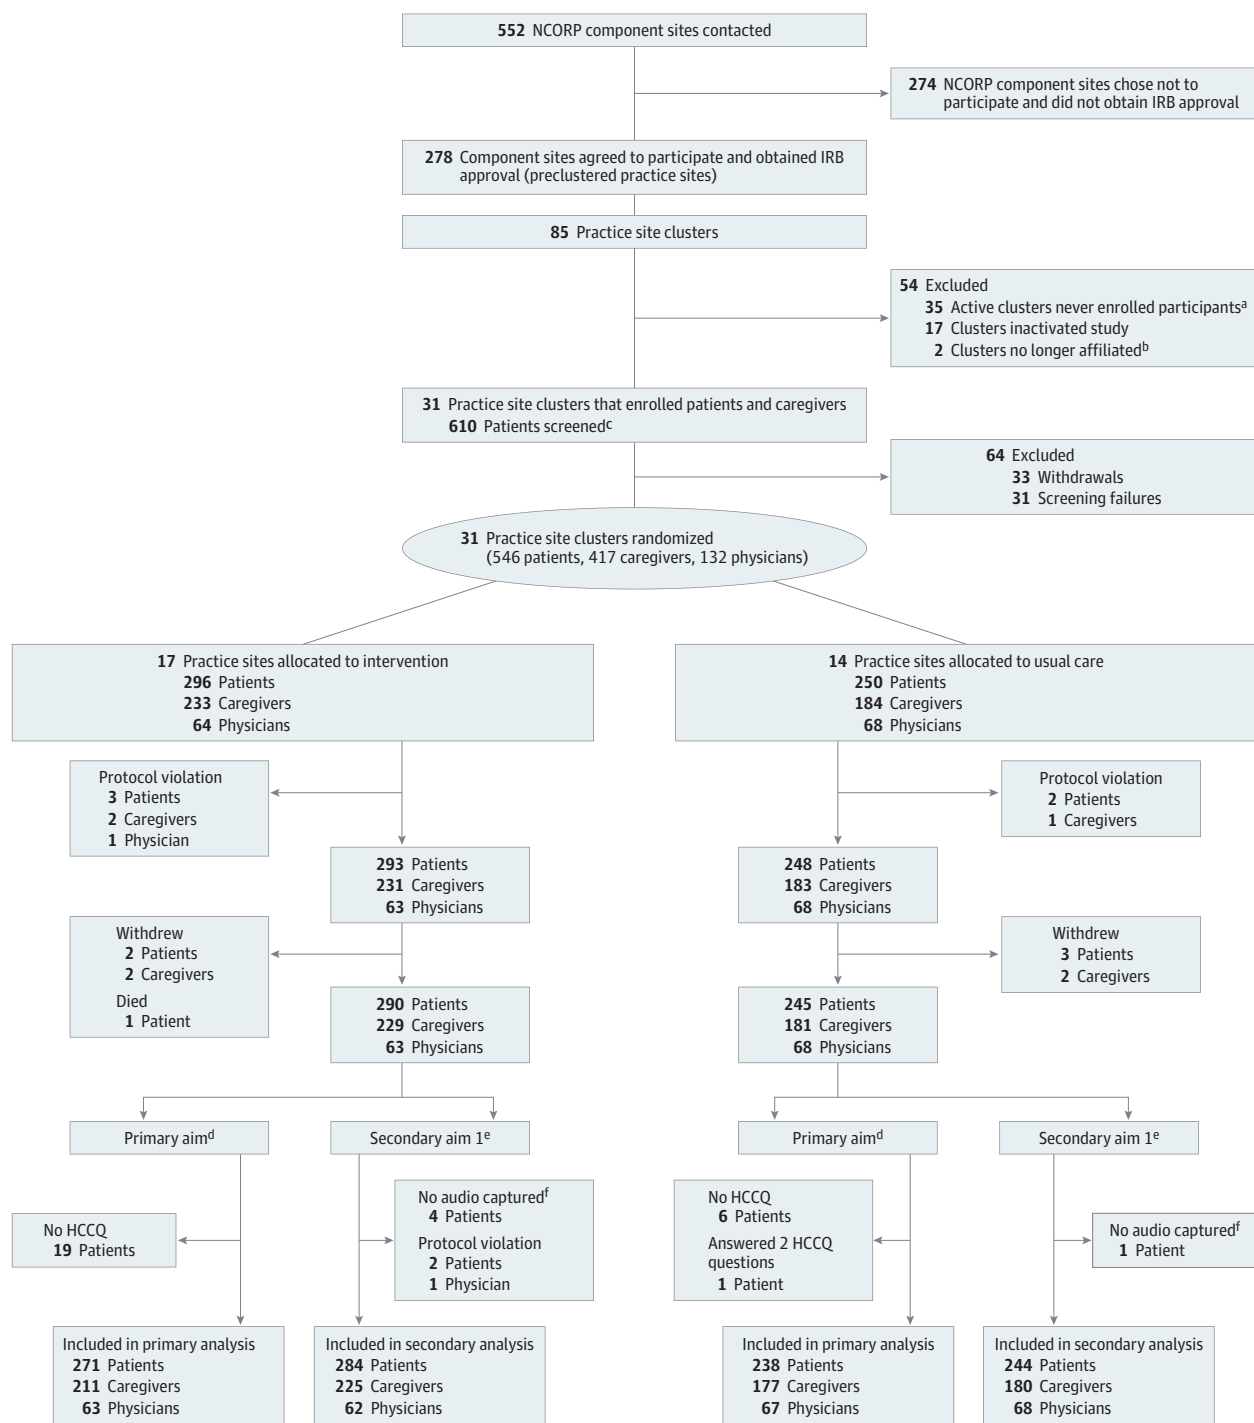 552 NCORP component sites contacted
274 NCORP component sites chose not to
participate and did not obtain IRB approval
278 Component sites agreed to participate and obtained IRB
approval (preclustered practice sites)
85 Practice site clusters
54 Excluded
35 Active clusters never enrolled participantsa
17 Clusters inactivated study
2 Clusters no longer affiliatedb
31 Practice site clusters that enrolled patients and caregivers
610 Patients screenedc
64 Excluded
33 Withdrawals
31 Screening failures
31 Practice site clusters randomized
(546 patients, 417 caregivers, 132 physicians)
17 Practice sites allocated to intervention
296 Patients
233 Caregivers
64 Physicians
14 Practice sites allocated to usual care
250 Patients
184 Caregivers
68 Physicians
Protocol violation
3 Patients
2 Caregivers
1 Physician
Protocol violation
2 Patients
1 Caregivers
293 Patients
231 Caregivers
63 Physicians
248 Patients
183 Caregivers
68 Physicians
Withdrew
2 Patients
2 Caregivers
Died
1 Patient
Withdrew
3 Patients
2 Caregivers
290 Patients
229 Caregivers
63 Physicians
245 Patients
181 Caregivers
68 Physicians
Primary aimd
Secondary aim 1e
Primary aimd
Secondary aim 1e
No HCCQ
19 Patients
No audio capturedf
4 Patients
Protocol violation
2 Patients
1 Physician
No HCCQ
6 Patients
Answered 2 HCCQ
questions
1 Patient
No audio capturedf
1 Patient
Included in primary analysis
271 Patients
211 Caregivers
63 Physicians
Included in secondary analysis
284 Patients
225 Caregivers
62 Physicians
Included in primary analysis
238 Patients
177 Caregivers
67 Physicians
Included in secondary analysis
244 Patients
180 Caregivers
68 Physicians